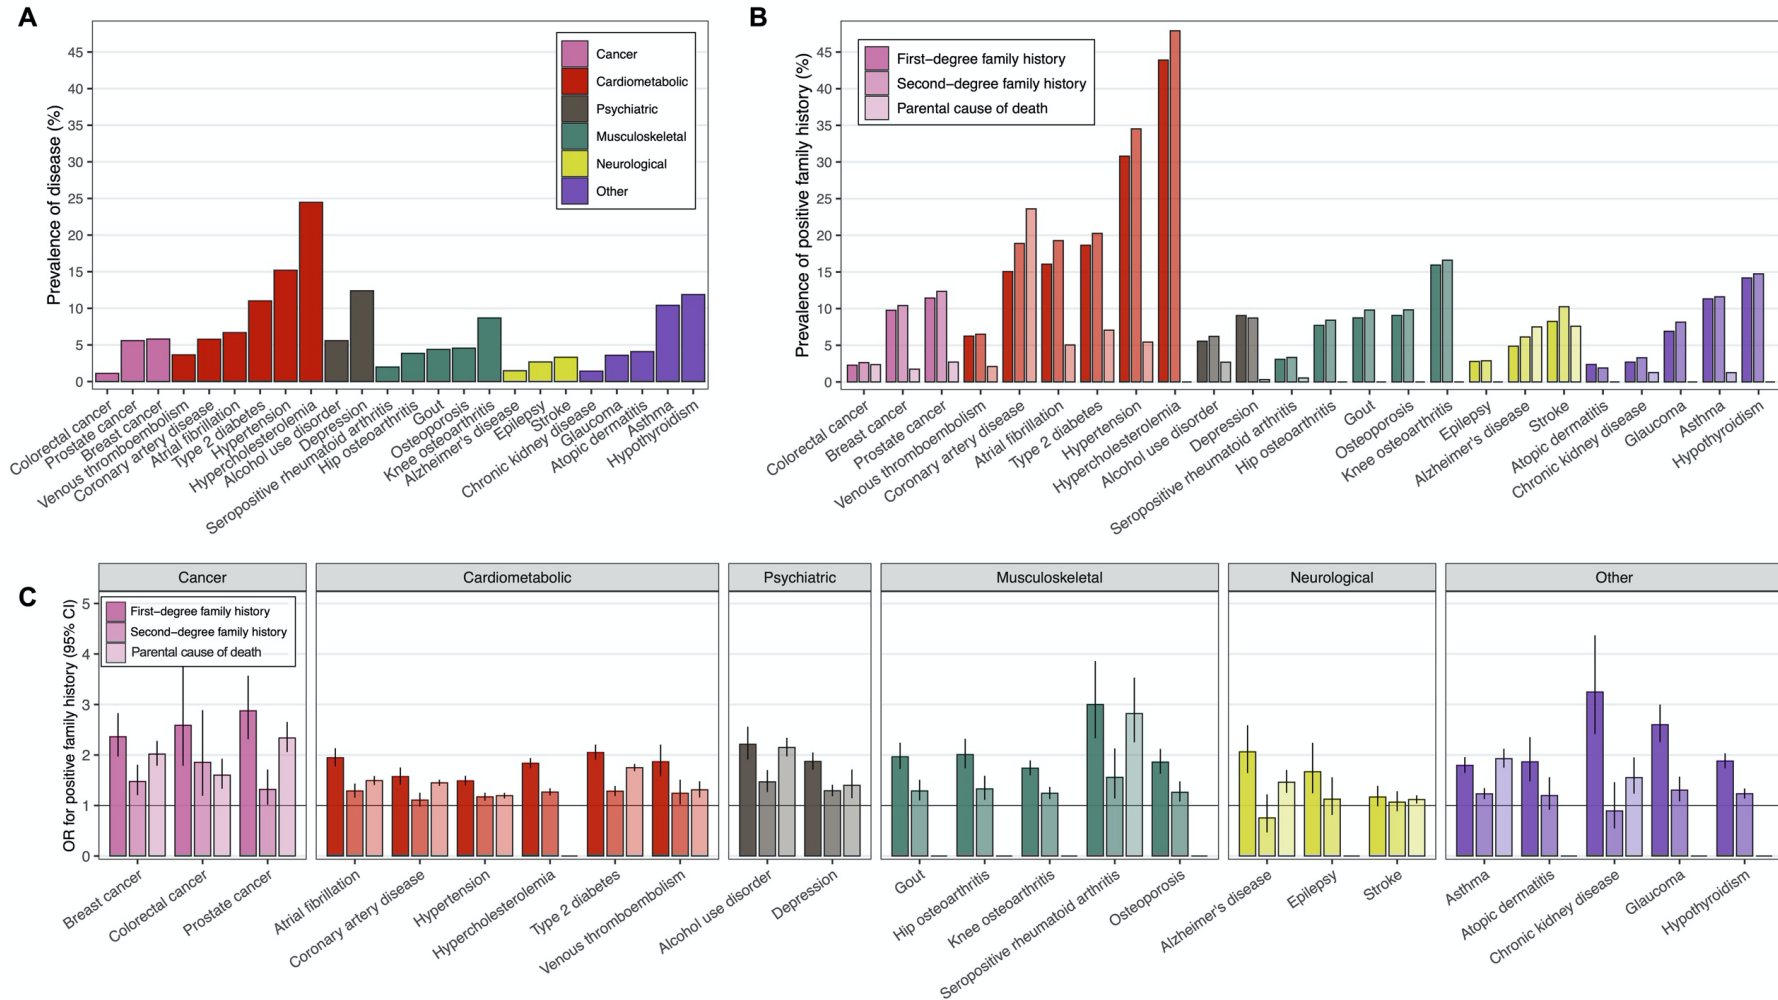 A
Prevalence of disease (%)
45
40
35
30
25
20
15
10
5
0
Cancer
Cardiometabolic
Psychiatric
Musculoskeletal
Neurological
Other
Colorectal cancer
Prostate cancer
Breast cancer
Venous thromboembolism
Coronary artery disease
Atrial fibrillation
Type 2 diabetes
Hypertension
Hypercholesterolemia
Alcohol use disorder
Depression
Seropositive rheumatoid arthritis
Hip osteoarthritis
Gout
Osteoporosis
Knee osteoarthritis
Alzheimer's disease
Epilepsy
Stroke
Chronic kidney disease
Glaucoma
Atopic dermatitis
Asthma
Hypothyroidism
B
Prevalence of positive family history (%)
45
40
35
30
25
20
15
10
5
0
First-degree family history
Second-degree family history
Parental cause of death
Colorectal cancer
Breast cancer
Prostate cancer
Venous thromboembolism
Coronary artery disease
Atrial fibrillation
Type 2 diabetes
Hypertension
Hypercholesterolemia
Alcohol use disorder
Depression
Seropositive rheumatoid arthritis
Hip osteoarthritis
Gout
Osteoporosis
Knee osteoarthritis
Epilepsy
Alzheimer's disease
Stroke
Atopic dermatitis
Chronic kidney disease
Glaucoma
Asthma
Hypothyroidism
C
OR for positive family history (95% CI)
5
4
3
2
1
0
Cancer
Cardiometabolic
Psychiatric
Musculoskeletal
Neurological
Other
First-degree family history
Second-degree family history
Parental cause of death
Breast cancer
Colorectal cancer
Prostate cancer
Atrial fibrillation
Coronary artery disease
Hypertension
Hypercholesterolemia
Type 2 diabetes
Venous thromboembolism
Alcohol use disorder
Depression
Gout
Hip osteoarthritis
Knee osteoarthritis
Seropositive rheumatoid arthritis
Osteoporosis
Alzheimer's disease
Epilepsy
Stroke
Asthma
Atopic dermatitis
Chronic kidney disease
Glaucoma
Hypothyroidism